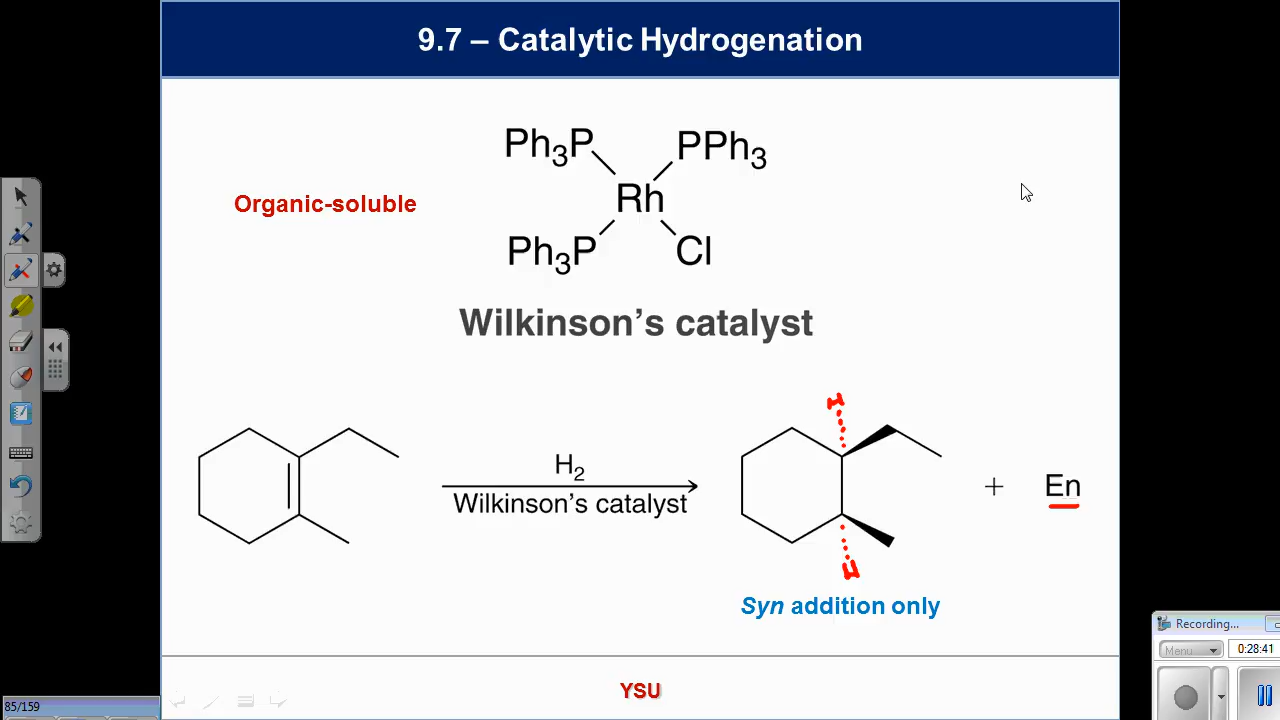 9.7 – Catalytic Hydrogenation
Ph3P PPh3
Rh
Organic-soluble
Ph3P Cl
Wilkinson's catalyst
H
H2
Wilkinson's catalyst
+ En
H
Syn addition only
Recording...
Menu
0:28:41
YSU
85/159